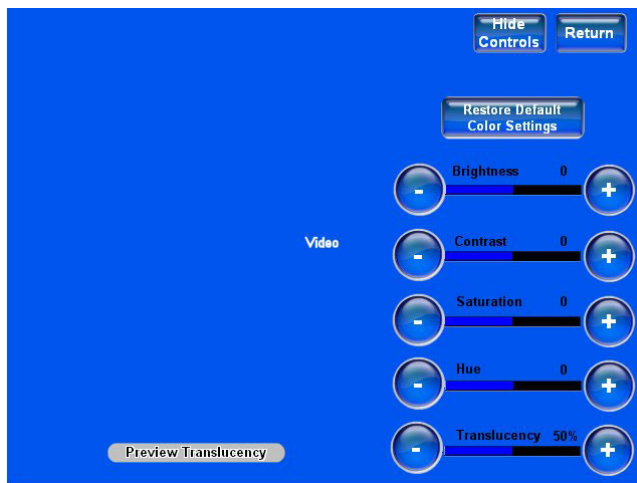 Hide
Controls
Return
Restore Default
Color Settings
Brightness 0
- +
Video
Contrast 0
- +
Saturation 0
- +
Hue 0
- +
Translucency 50%
- +
Preview Translucency